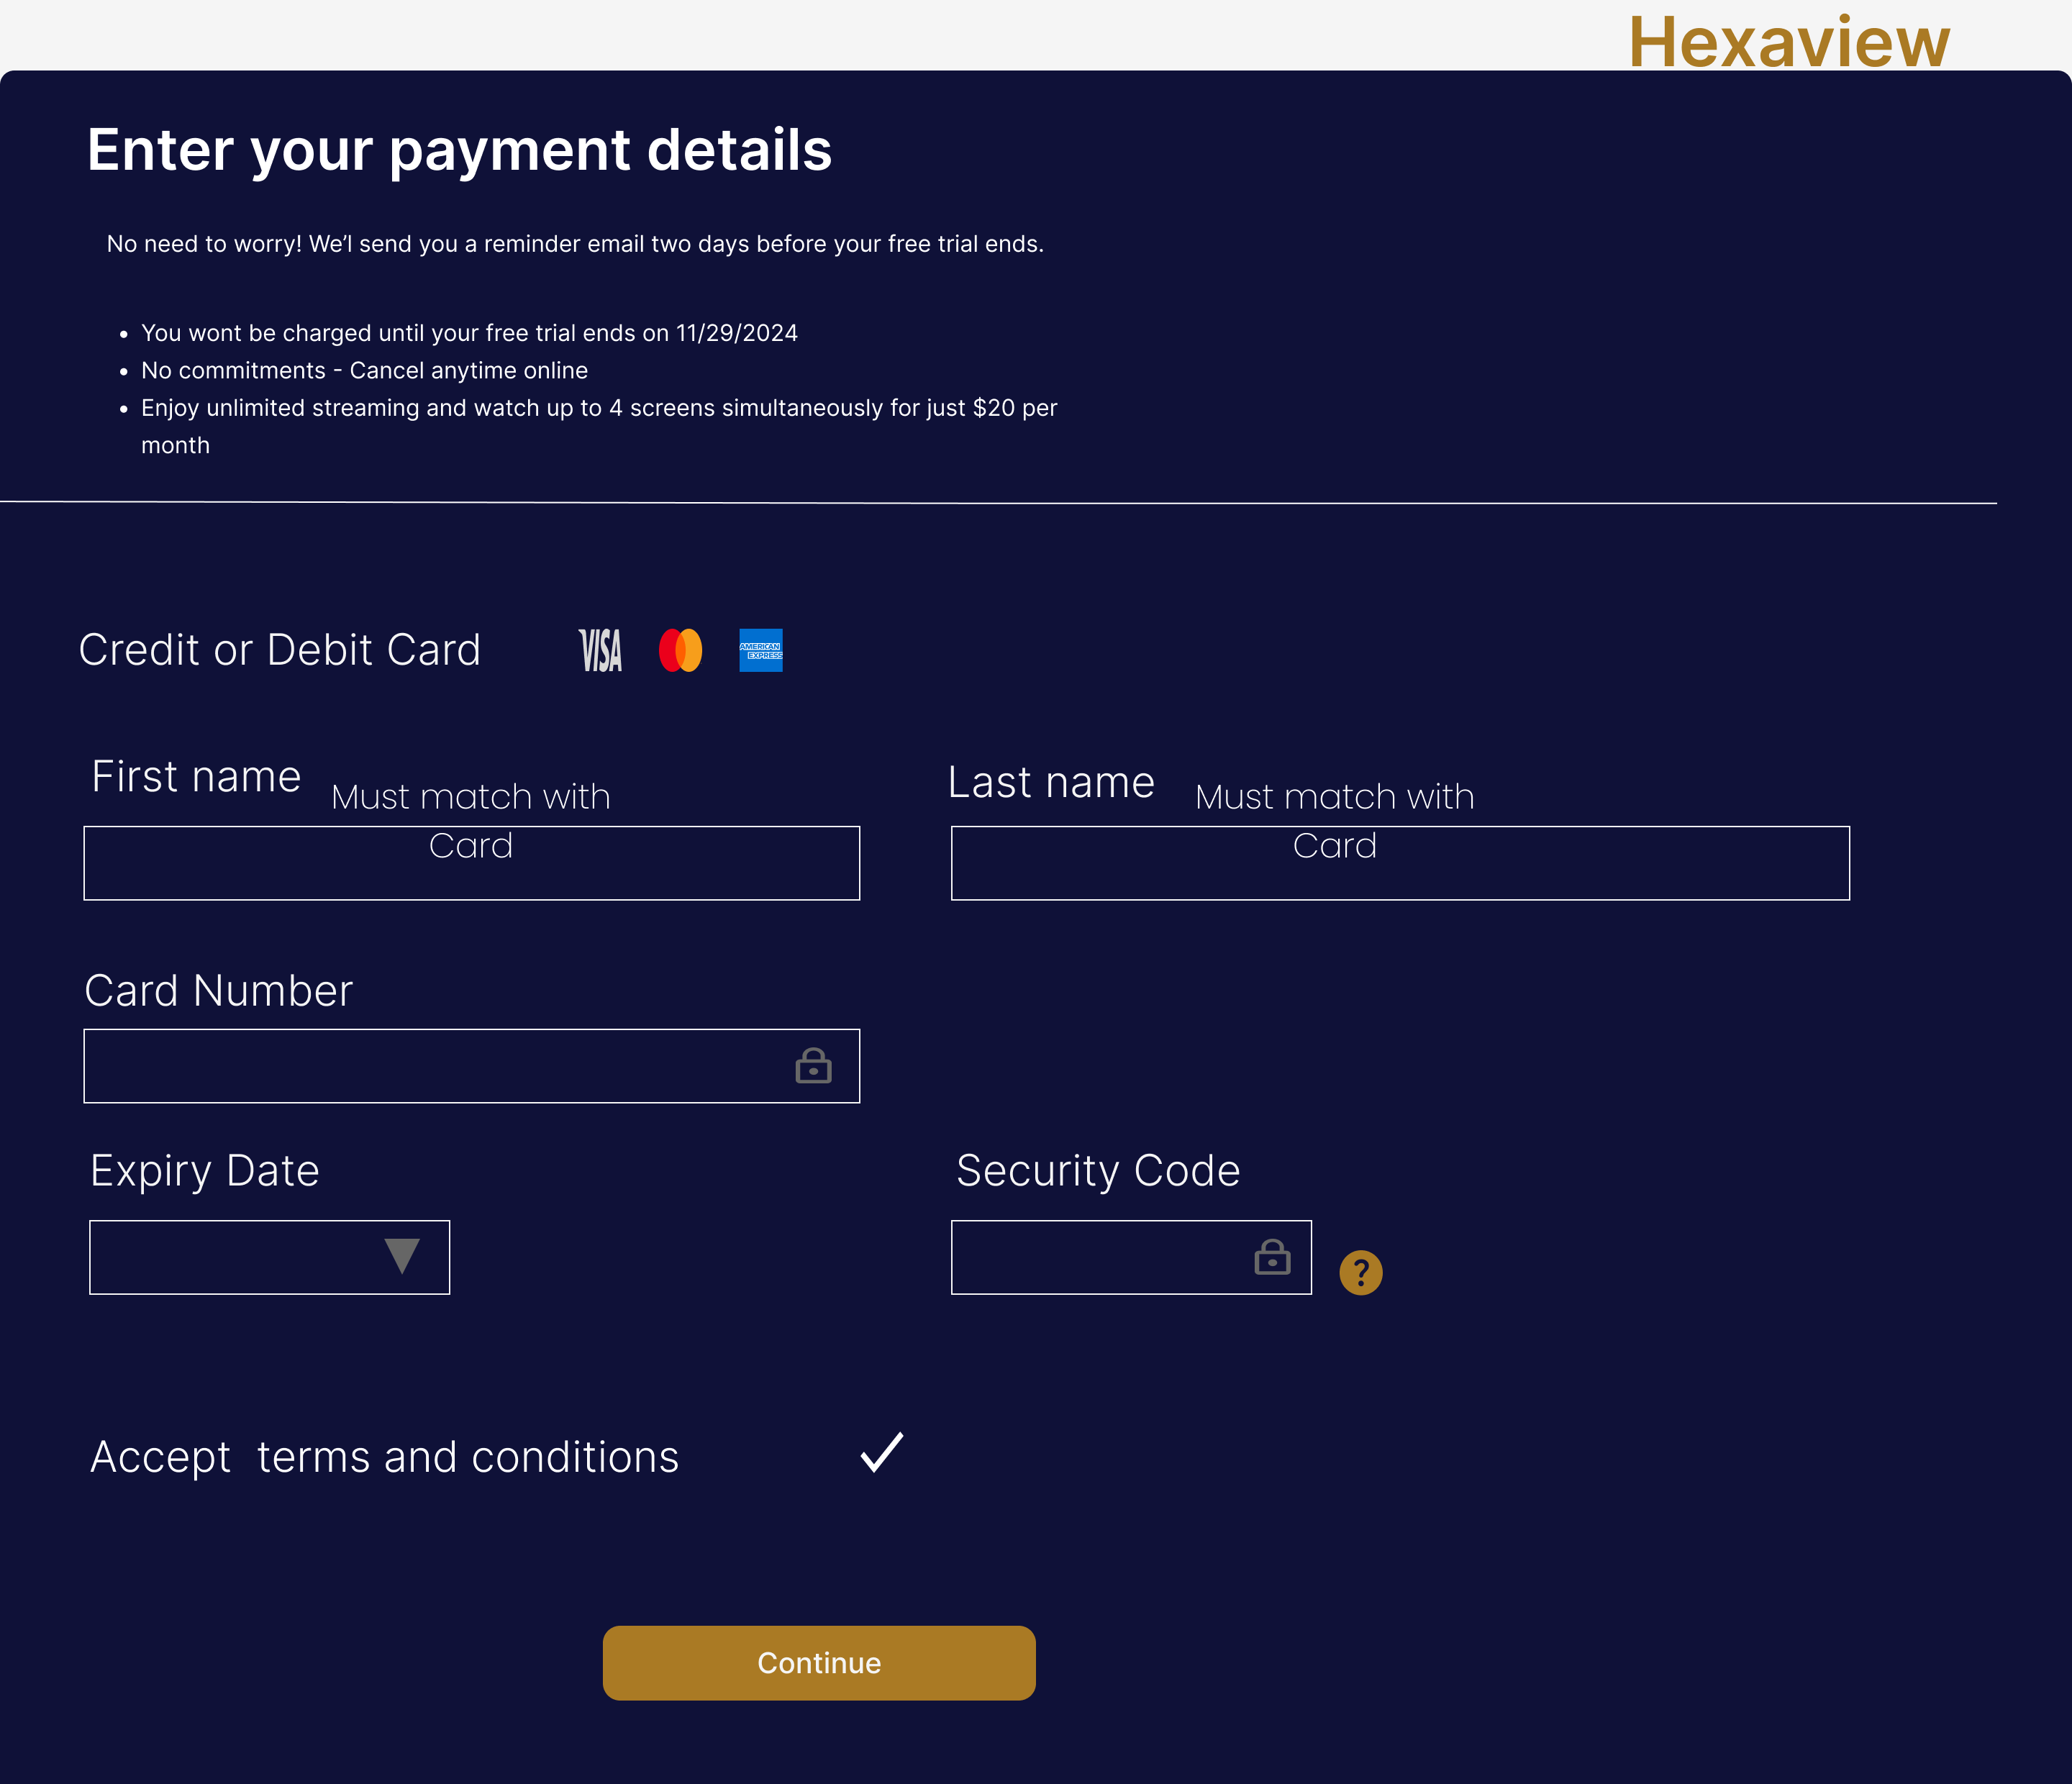 Hexaview
Enter your payment details
No need to worry! We’l send you a reminder email two days before your free trial ends.
You wont be charged until your free trial ends on 11/29/2024
No commitments - Cancel anytime online
Enjoy unlimited streaming and watch up to 4 screens simultaneously for just $20 per
month
Credit or Debit Card VISA AMERICAN EXPRESS
First name Must match with
Card
Last name Must match with
Card
Card Number
Expiry Date Security Code
?
Accept  terms and conditions
Continue